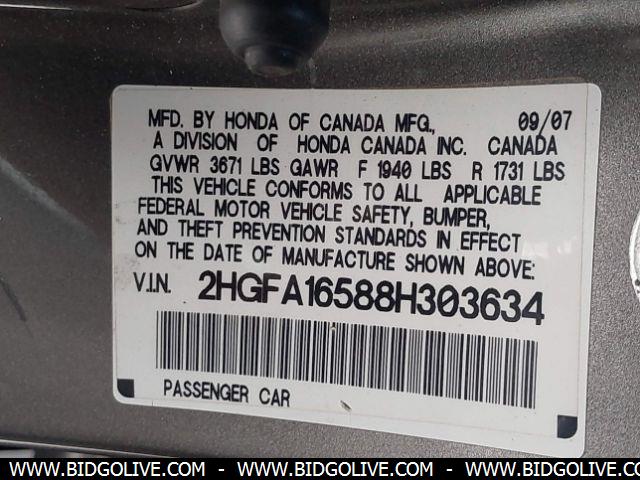 MFD. BY HONDA OF CANADA MFG., 09/07
A DIVISION OF HONDA CANADA INC. CANADA
GVWR 3671 LBS GAWR F 1940 LBS R 1731 LBS
THIS VEHICLE CONFORMS TO ALL APPLICABLE
FEDERAL MOTOR VEHICLE SAFETY, BUMPER,
AND THEFT PREVENTION STANDARDS IN EFFECT
ON THE DATE OF MANUFACTURE SHOWN ABOVE:
V.I.N. 2HGFA16588H303634
PASSENGER CAR
WWW.BIDGOLIVE.COM - WWW.BIDGOLIVE.COM - WWW.BIDGOLIVE.COM